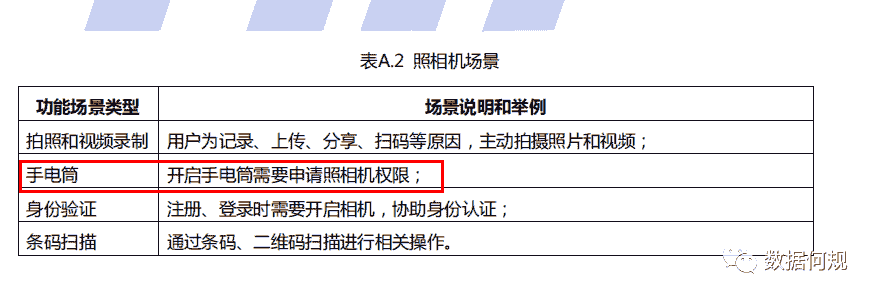 表A.2 照相机场景
功能场景类型 场景说明和举例
拍照和视频录制 用户为记录、上传、分享、扫码等原因，主动拍摄照片和视频；
手电筒 开启手电筒需要申请照相机权限；
身份验证 注册、登录时需要开启相机，协助身份认证；
条码扫描 通过条码、二维码扫描进行相关操作。
数据何规